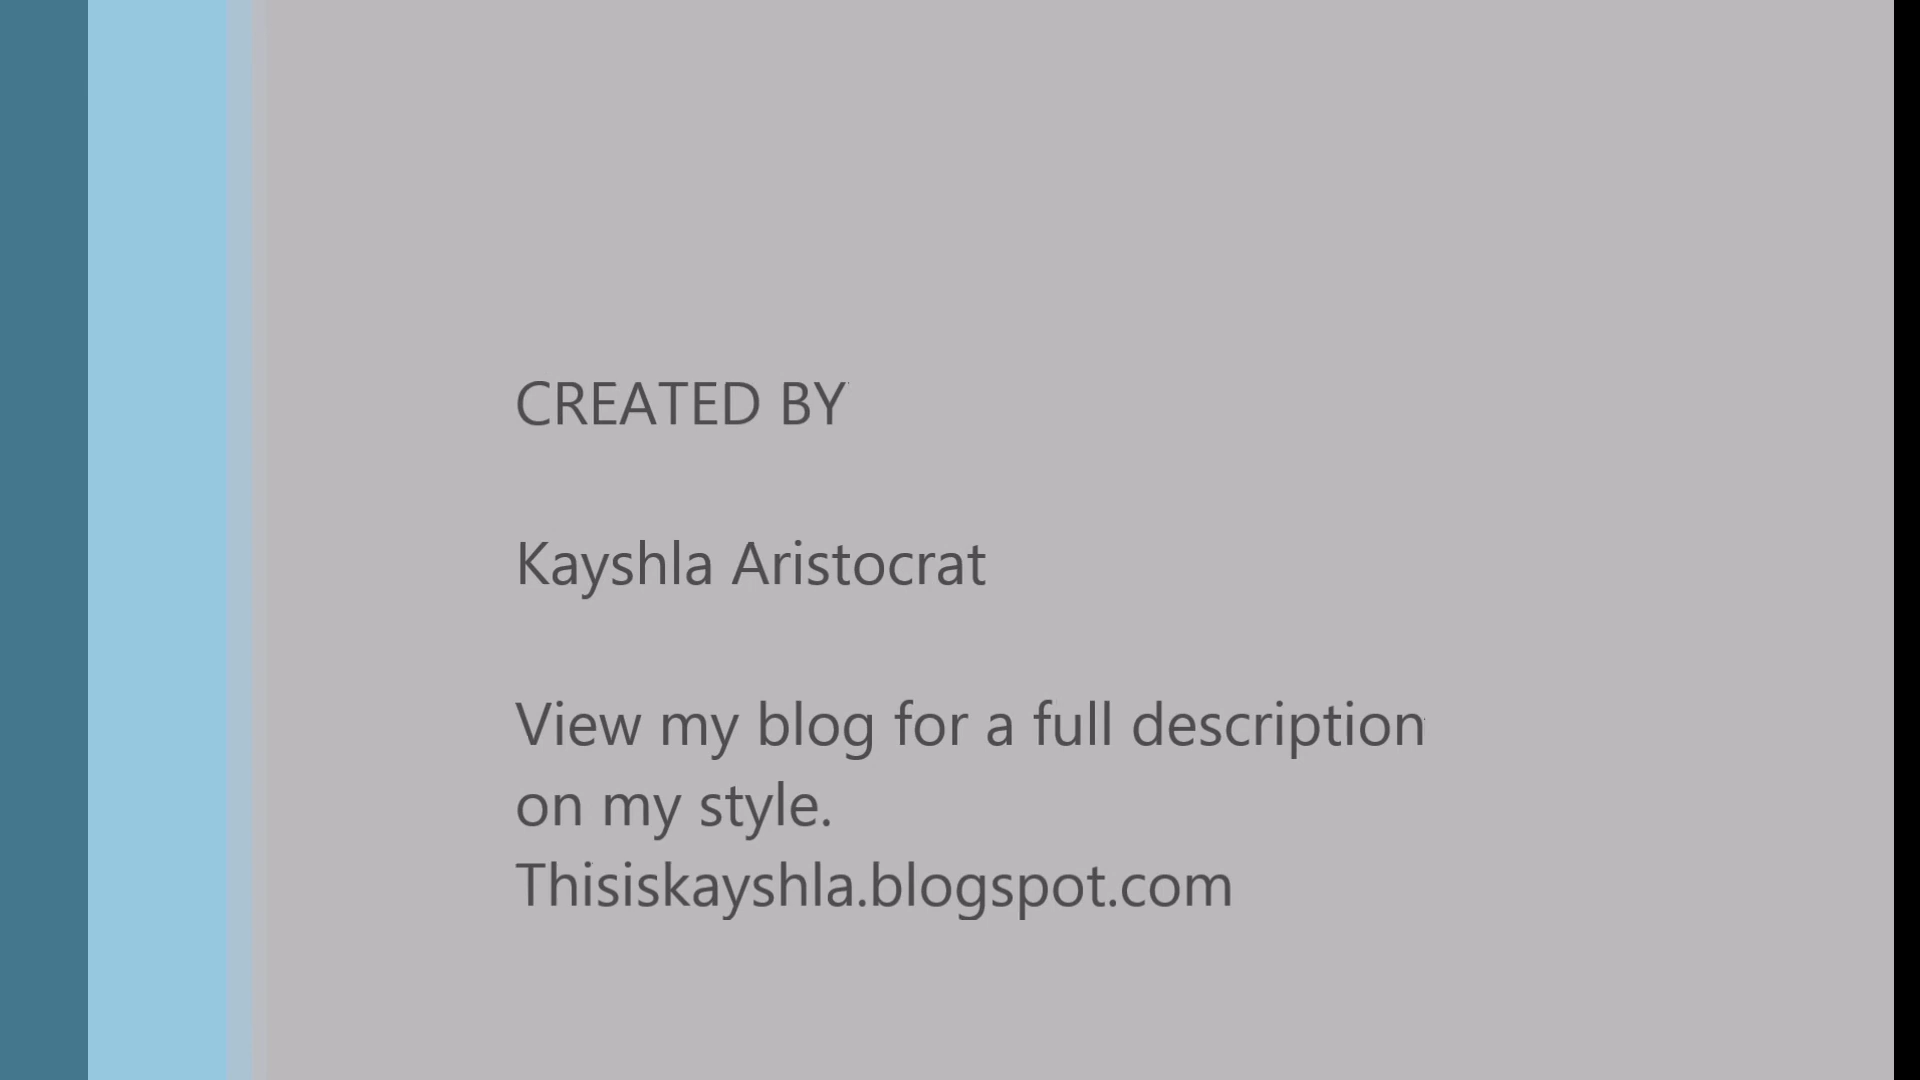 CREATED BY
Kayshla Aristocrat
View my blog for a full description
on my style.
Thisiskayshla.blogspot.com